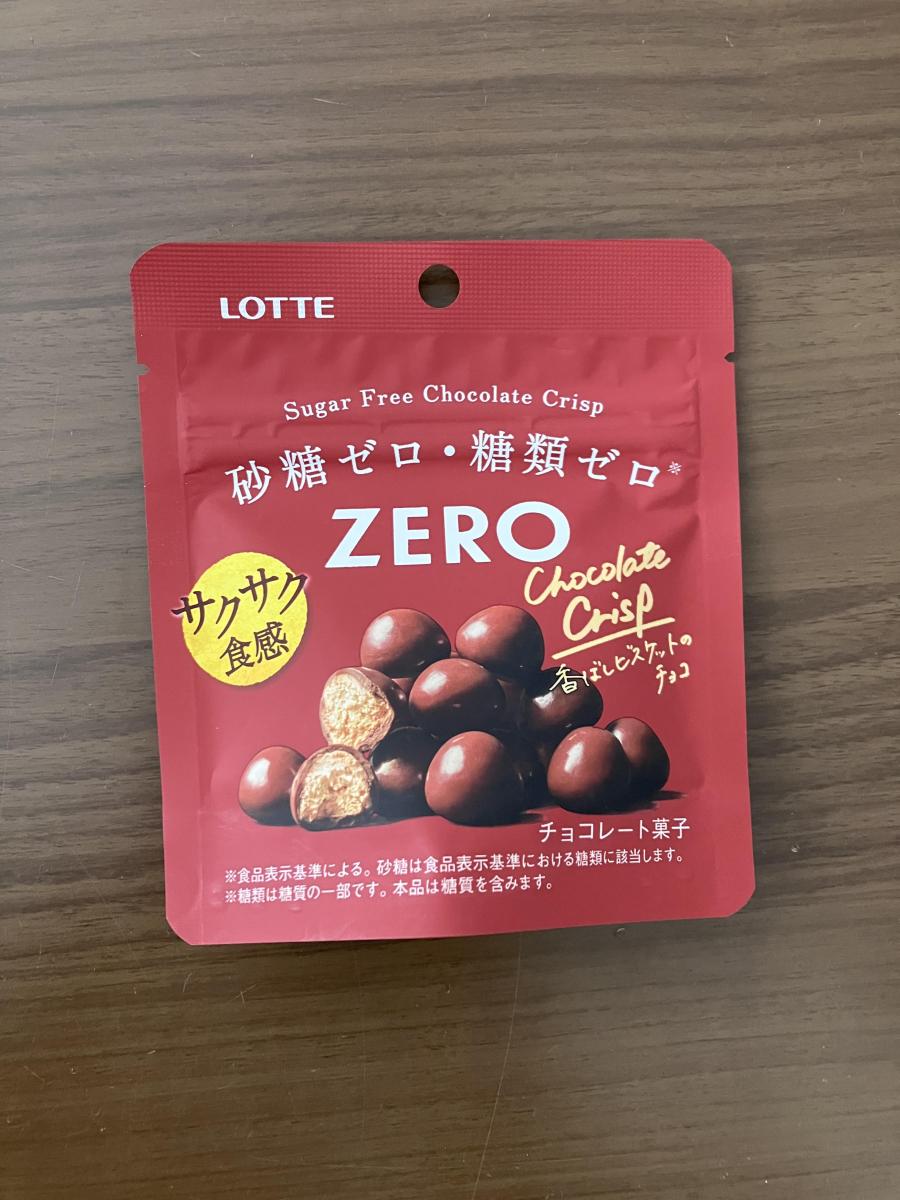 LOTTE
Sugar Free Chocolate Crisp
砂糖ゼロ・糖類ゼロ※
ZERO
Chocolate
Crisp
香ばしビスケットの
チョコ
サクサク
食感
チョコレート菓子
※食品表示基準による。砂糖は食品表示基準における糖類に該当します。
※糖類は糖質の一部です。本品は糖質を含みます。